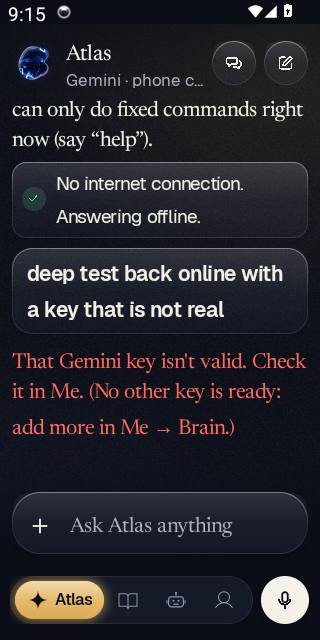 9:15
Atlas
Gemini · phone c...
can only do fixed commands right
now (say “help”).
No internet connection.
Answering offline.
deep test back online with
a key that is not real
That Gemini key isn't valid. Check
it in Me. (No other key is ready:
add more in Me → Brain.)
Ask Atlas anything
Atlas